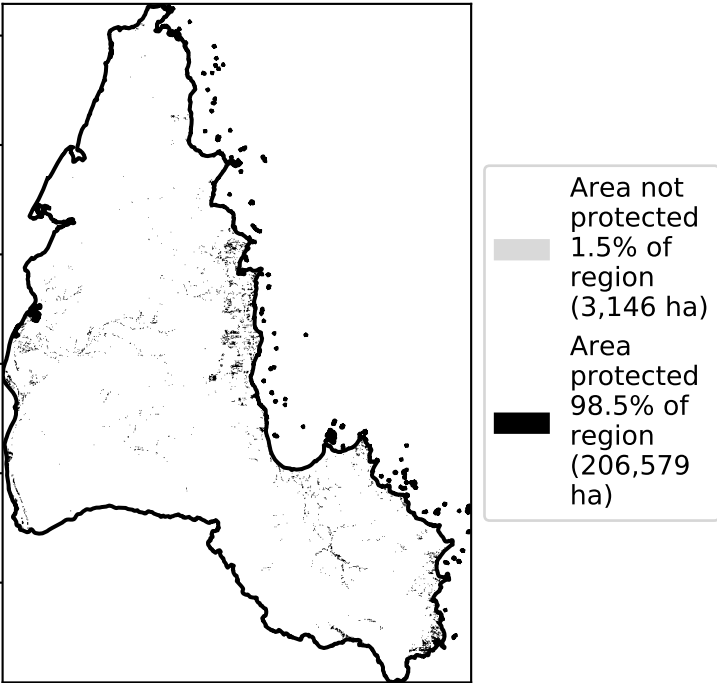 Area not
protected
1.5% of
region
(3,146 ha)
Area
protected
98.5% of
region
(206,579
ha)